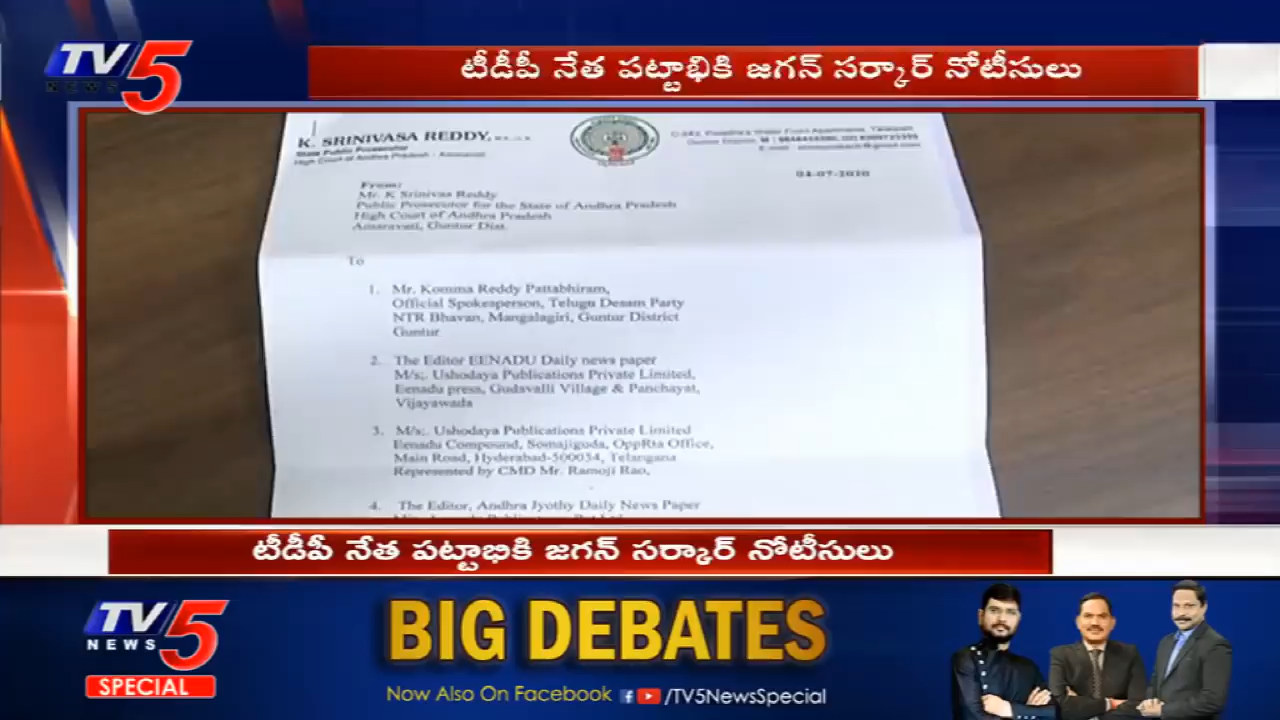 TV5
NEWS
టీడీపీ నేత పట్టాభికి జగన్ సర్కార్ నోటీసులు
K. SRINIVASA REDDY,
State Public Prosecutor
High Court of Andhra Pradesh - Amaravati
04-07-2020
From:
Mr. K Srinivas Reddy
Public Prosecutor for the State of Andhra Pradesh
High Court of Andhra Pradesh
Amaravati, Guntur Dist.
To
1. Mr. Komma Reddy Pattabhiram,
Official Spokesperson, Telugu Desam Party
NTR Bhavan, Mangalagiri, Guntur District
Guntur
2. The Editor EENADU Daily news paper
M/s;. Ushodaya Publications Private Limited,
Eenadu press, Gudavalli Village & Panchayat,
Vijayawada
3. M/s;. Ushodaya Publications Private Limited
Eenadu Compound, Somajiguda, OppRta Office,
Main Road, Hyderabad-500054, Telangana
Represented by CMD Mr. Ramoji Rao,
4. The Editor, Andhra Jyothy Daily News Paper
టీడీపీ నేత పట్టాభికి జగన్ సర్కార్ నోటీసులు
TV5
NEWS
SPECIAL
BIG DEBATES
Now Also On Facebook /TV5NewsSpecial